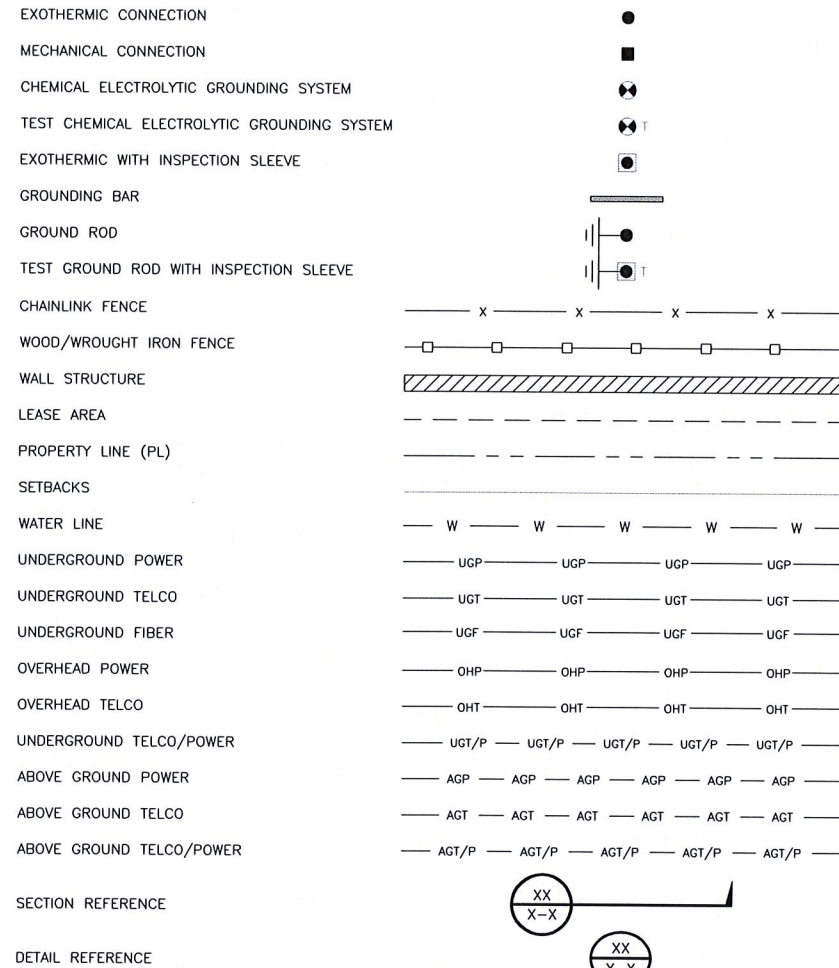 EXOTHERMIC CONNECTION
MECHANICAL CONNECTION
CHEMICAL ELECTROLYTIC GROUNDING SYSTEM
TEST CHEMICAL ELECTROLYTIC GROUNDING SYSTEM T
EXOTHERMIC WITH INSPECTION SLEEVE
GROUNDING BAR
GROUND ROD
TEST GROUND ROD WITH INSPECTION SLEEVE T
CHAINLINK FENCE X X X X
WOOD/WROUGHT IRON FENCE
WALL STRUCTURE
LEASE AREA
PROPERTY LINE (PL)
SETBACKS
WATER LINE W W W W W
UNDERGROUND POWER UGP UGP UGP UGP
UNDERGROUND TELCO UGT UGT UGT UGT
UNDERGROUND FIBER UGF UGF UGF UGF
OVERHEAD POWER OHP OHP OHP OHP
OVERHEAD TELCO OHT OHT OHT OHT
UNDERGROUND TELCO/POWER UGT/P UGT/P UGT/P UGT/P UGT/P
ABOVE GROUND POWER AGP AGP AGP AGP AGP AGP
ABOVE GROUND TELCO AGT AGT AGT AGT AGT AGT
ABOVE GROUND TELCO/POWER AGT/P AGT/P AGT/P AGT/P AGT/P
XX
SECTION REFERENCE X-X
XX
DETAIL REFERENCE X-X